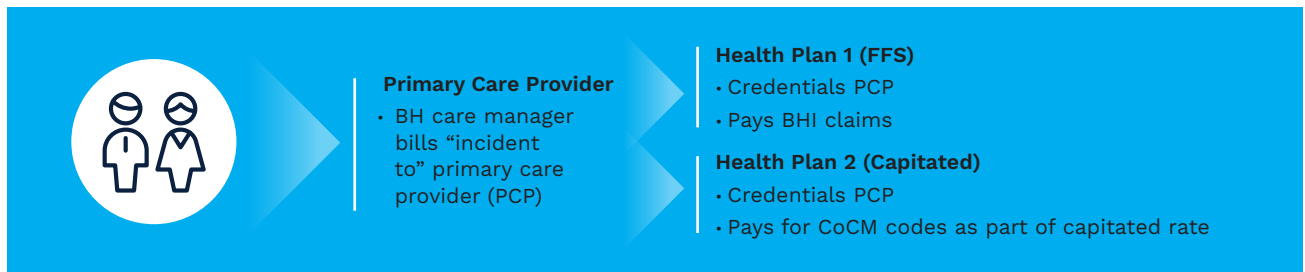 Primary Care Provider
• BH care manager
bills “incident
to” primary care
provider (PCP)
Health Plan 1 (FFS)
• Credentials PCP
• Pays BHI claims
Health Plan 2 (Capitated)
• Credentials PCP
• Pays for CoCM codes as part of capitated rate